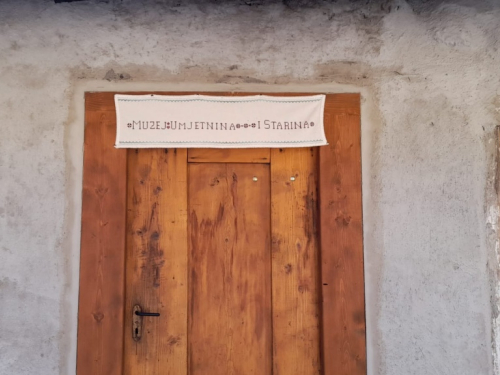 MUZEJ UMJETNINA I STARINA